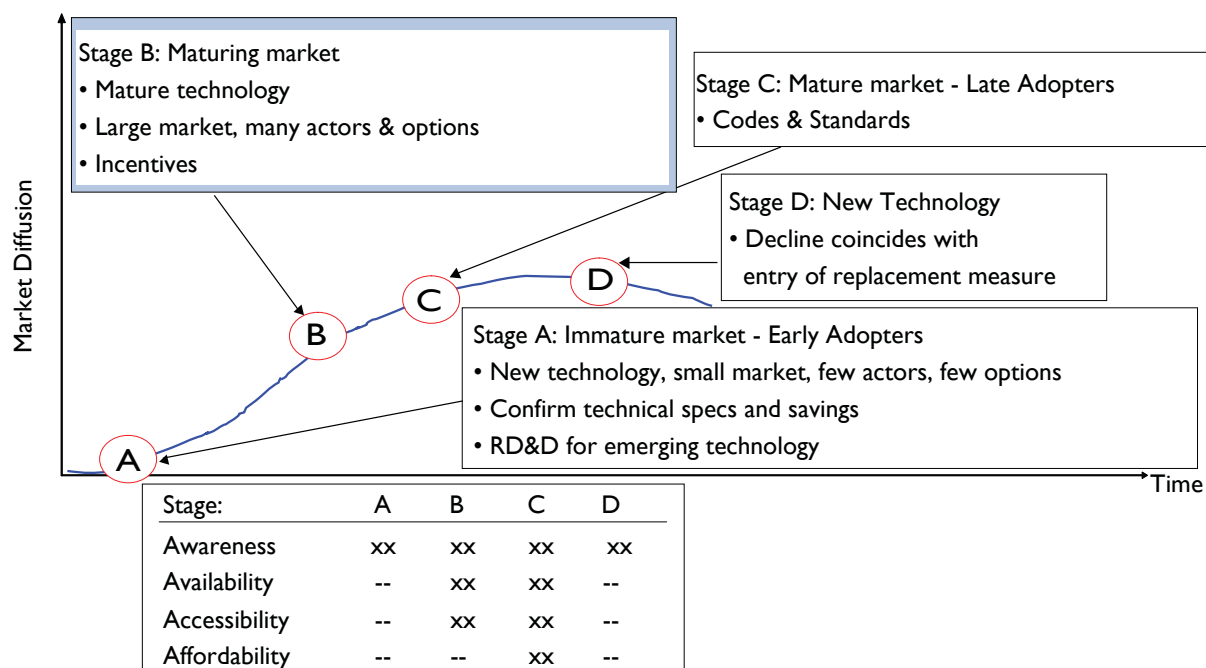 Stage B: Maturing market
• Mature technology
• Large market, many actors & options
• Incentives
Stage C: Mature market - Late Adopters
• Codes & Standards
Stage D: New Technology
• Decline coincides with
entry of replacement measure
Market Diffusion
A
B
C
D
Stage A: Immature market - Early Adopters
• New technology, small market, few actors, few options
• Confirm technical specs and savings
• RD&D for emerging technology
Time
Stage: A B C D
Awareness xx xx xx xx
Availability -- xx xx --
Accessibility -- xx xx --
Affordability -- -- xx --